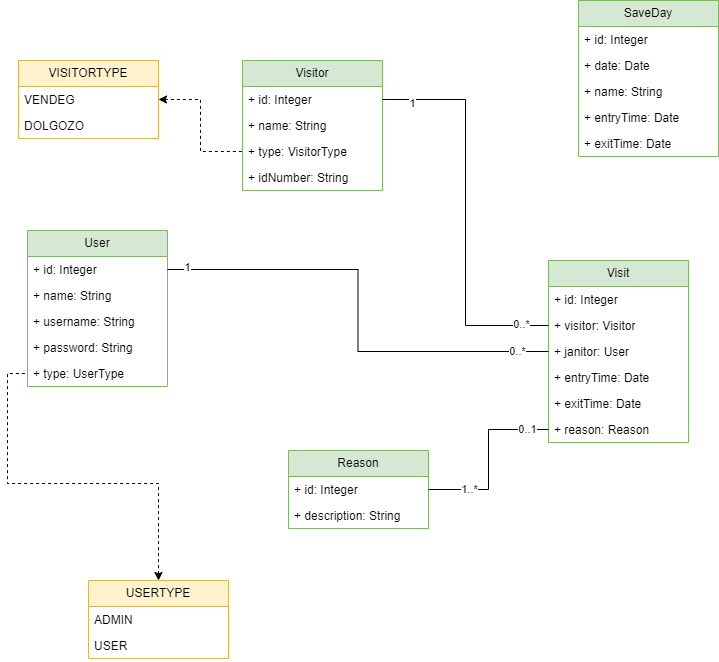 SaveDay
+ id: Integer
+ date: Date
+ name: String
+ entryTime: Date
+ exitTime: Date
VISITORTYPE
VENDEG
DOLGOZO
Visitor
+ id: Integer
+ name: String
+ type: VisitorType
+ idNumber: String
1
User
+ id: Integer
+ name: String
+ username: String
+ password: String
+ type: UserType
1
Visit
+ id: Integer
+ visitor: Visitor
+ janitor: User
+ entryTime: Date
+ exitTime: Date
+ reason: Reason
0..*
0..*
0..1
Reason
+ id: Integer
+ description: String
1..*
USERTYPE
ADMIN
USER